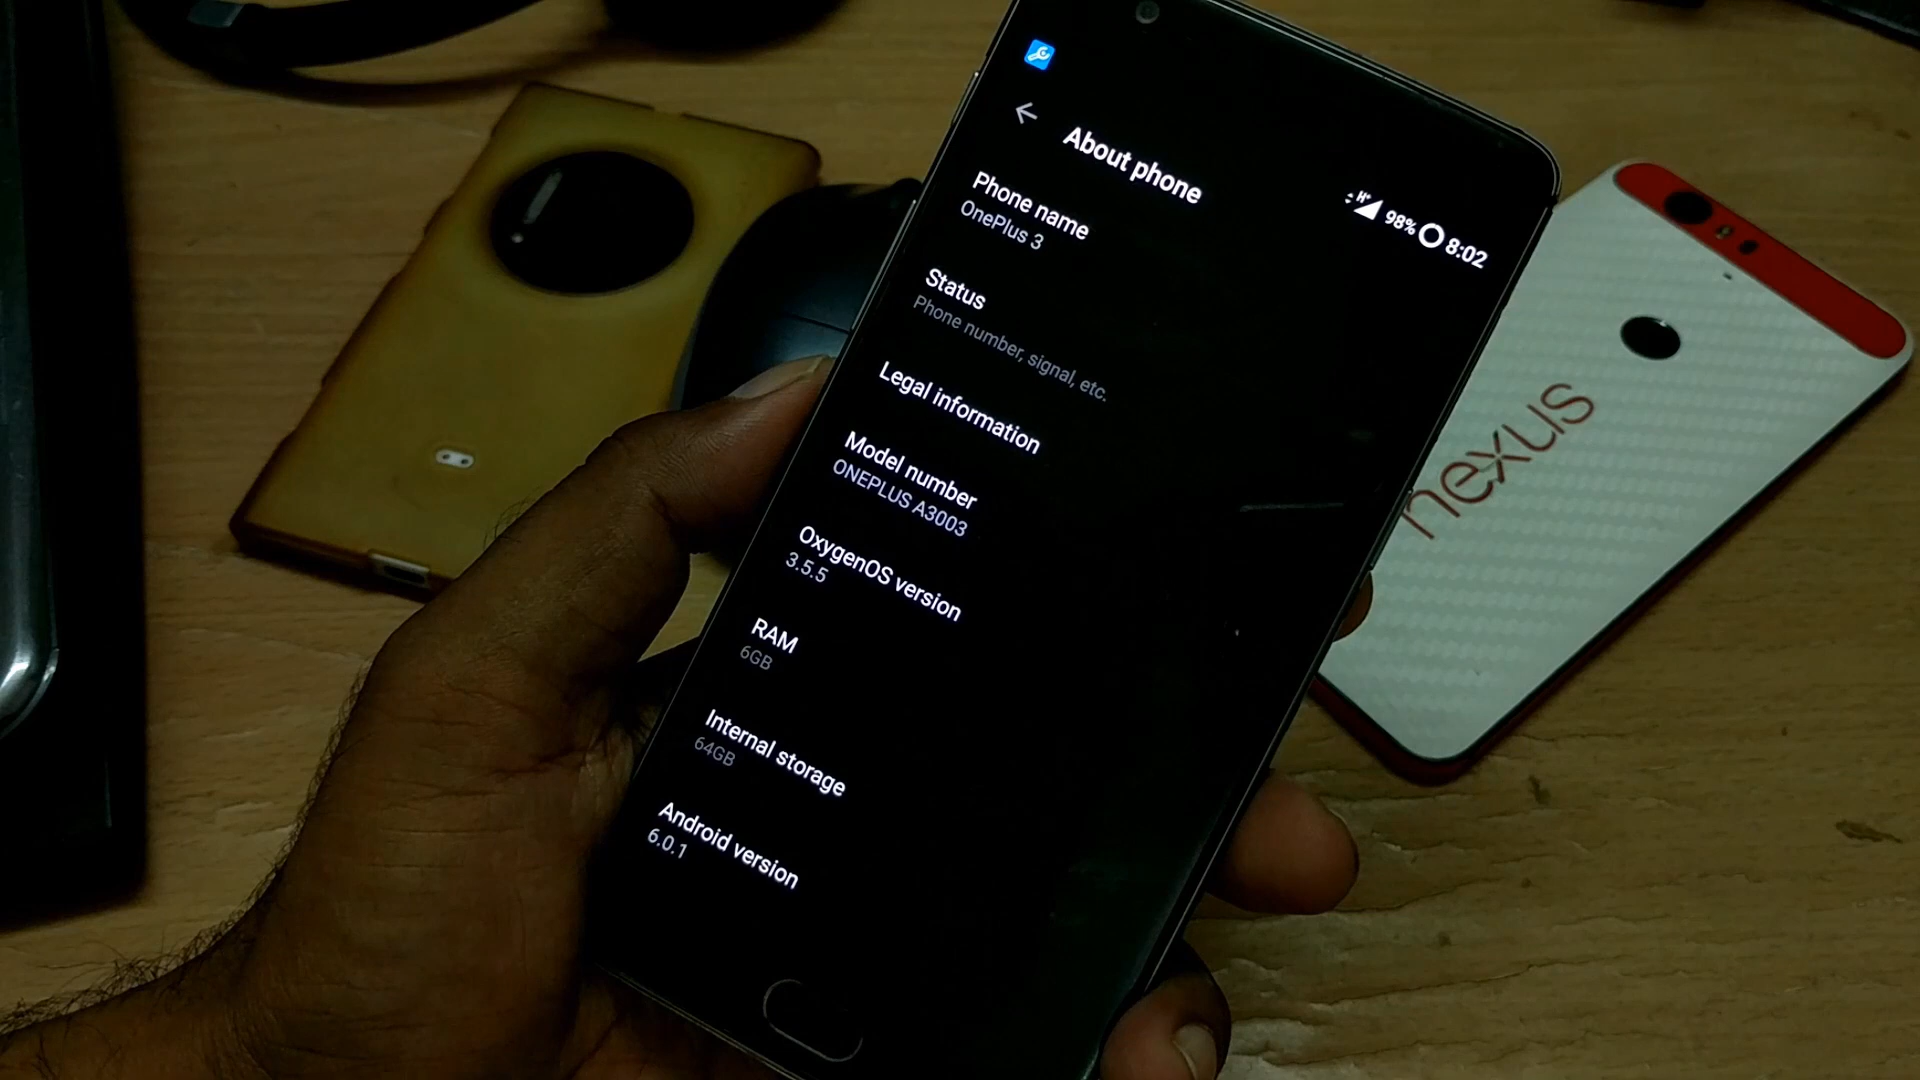 About phone
H+ 98% 8:02
Phone name
OnePlus 3
Status
Phone number, signal, etc.
Legal information
Model number
ONEPLUS A3003
OxygenOS version
3.5.5
RAM
6GB
Internal storage
64GB
Android version
6.0.1
nexus